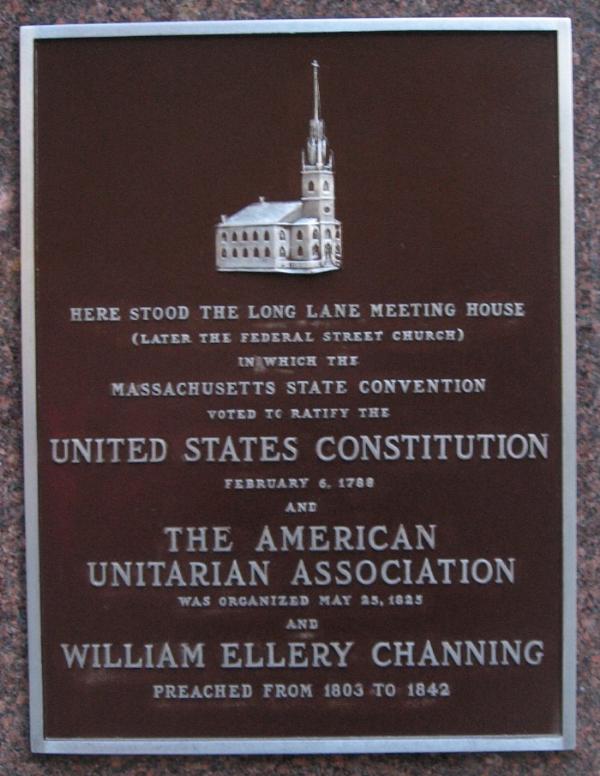 HERE STOOD THE LONG LANE MEETING HOUSE
(LATER THE FEDERAL STREET CHURCH)
IN WHICH THE
MASSACHUSETTS STATE CONVENTION
VOTED TO RATIFY THE
UNITED STATES CONSTITUTION
FEBRUARY 6, 1788
AND
THE AMERICAN
UNITARIAN ASSOCIATION
WAS ORGANIZED MAY 25, 1825
AND
WILLIAM ELLERY CHANNING
PREACHED FROM 1803 TO 1842